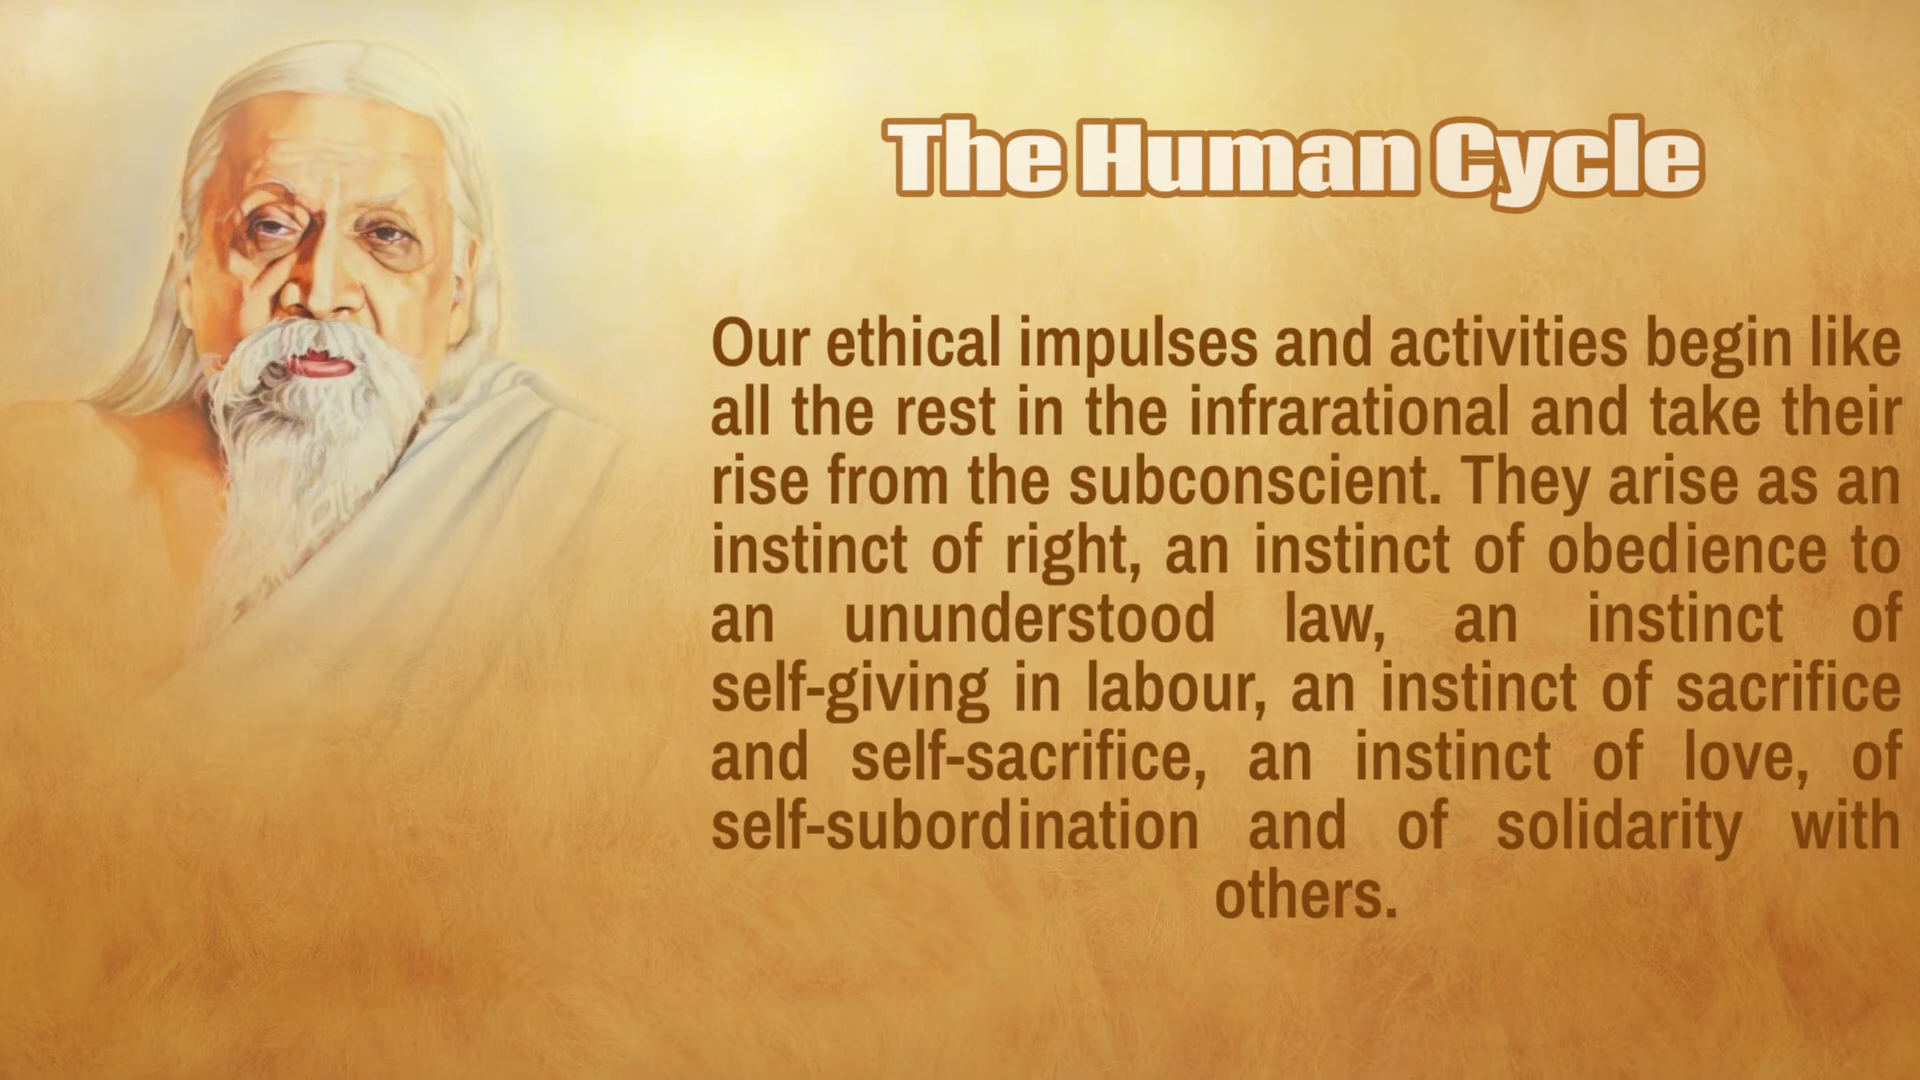 The Human Cycle
Our ethical impulses and activities begin like
all the rest in the infrarational and take their
rise from the subconscient. They arise as an
instinct of right, an instinct of obedience to
an ununderstood law, an instinct of
self-giving in labour, an instinct of sacrifice
and self-sacrifice, an instinct of love, of
self-subordination and of solidarity with
others.